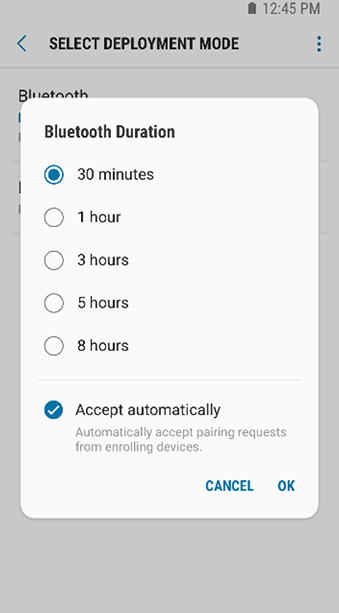 12:45 PM
SELECT DEPLOYMENT MODE
Bluetooth
Bluetooth Duration
30 minutes
1 hour
3 hours
5 hours
8 hours
Accept automatically
Automatically accept pairing requests
from enrolling devices.
CANCEL OK